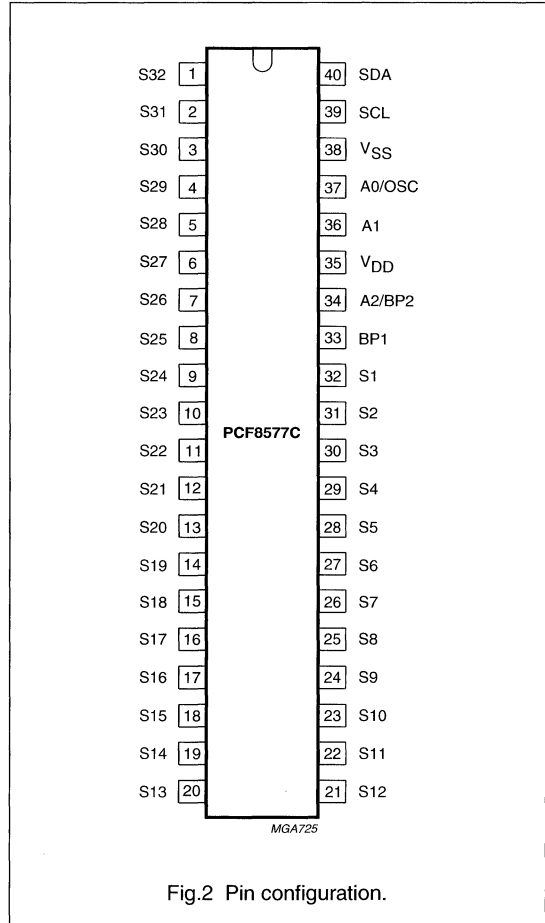 S32 1 40 SDA
S31 2 39 SCL
S30 3 38 VSS
S29 4 37 A0/OSC
S28 5 36 A1
S27 6 35 VDD
S26 7 34 A2/BP2
S25 8 33 BP1
S24 9 32 S1
S23 10 31 S2
PCF8577C
S22 11 30 S3
S21 12 29 S4
S20 13 28 S5
S19 14 27 S6
S18 15 26 S7
S17 16 25 S8
S16 17 24 S9
S15 18 23 S10
S14 19 22 S11
S13 20 21 S12
MGA725
Fig.2 Pin configuration.